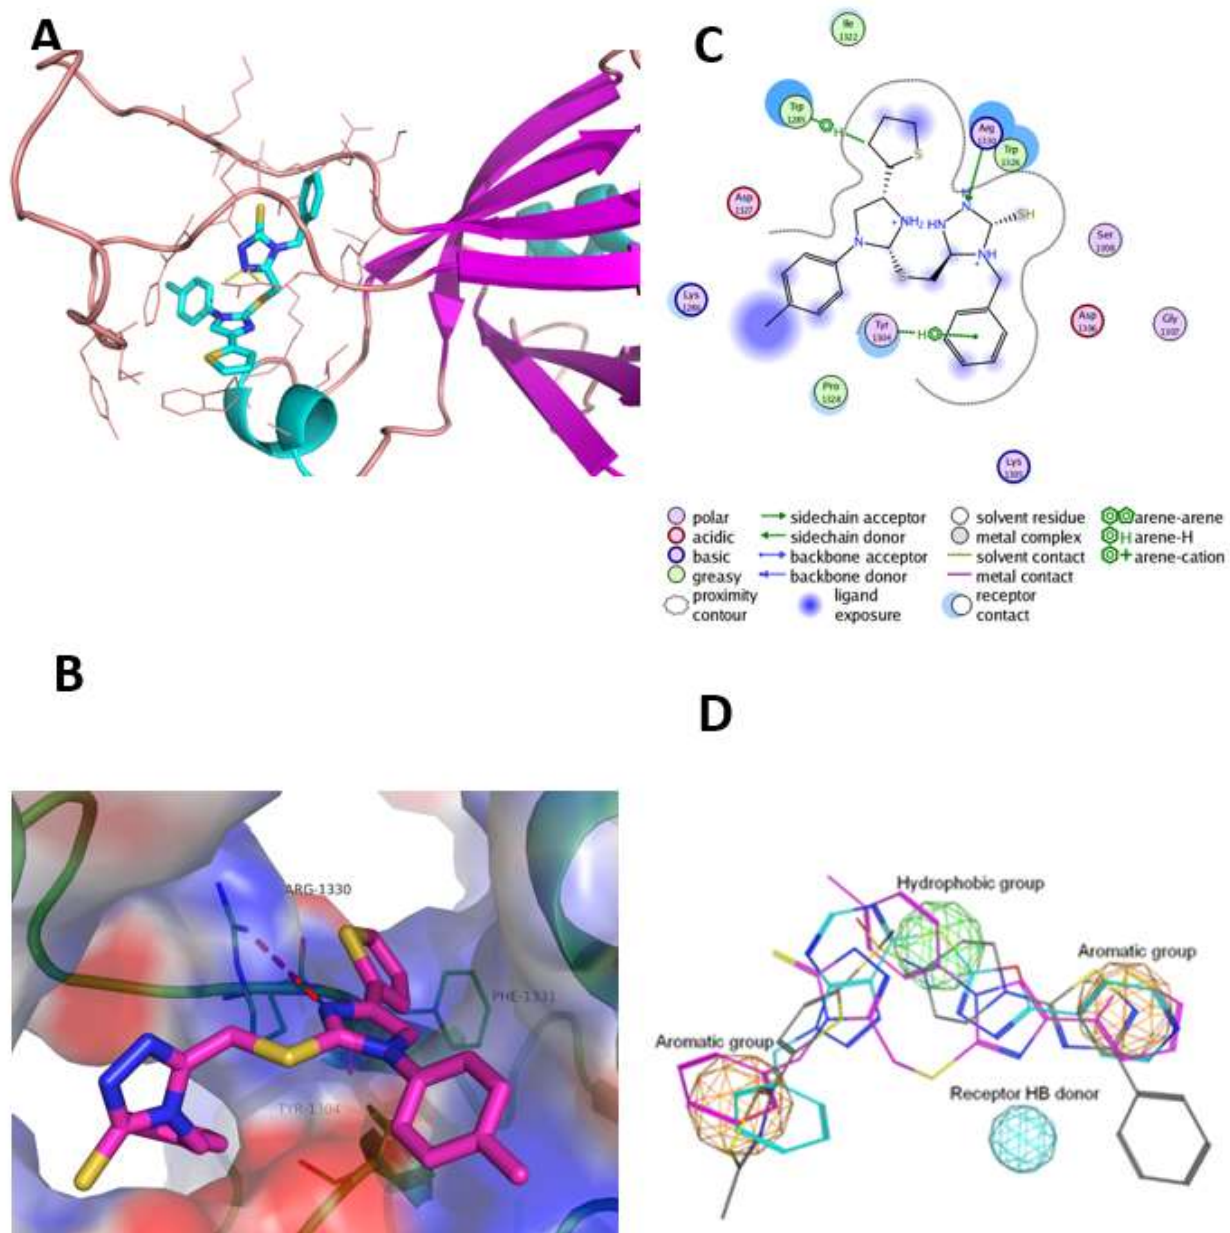 A
B
C
Ile
1322
Trp
1285
H
Arg
1330
Trp
1326
S
N
Asp
1327
NH₂
HN
SH
+
N
NH
+
Ser
1308
Lys
Tyr
1304
H
Asp
1306
Gly
1307
Pro
1324
Lys
1305
polar
acidic
basic
greasy
proximity
contour
sidechain acceptor
sidechain donor
backbone acceptor
backbone donor
ligand
exposure
solvent residue
metal complex
solvent contact
metal contact
receptor
contact
arene-arene
H arene-H
+ arene-cation
D
ARG-1330
PHE-1331
TYR-1304
Hydrophobic group
Aromatic group
Aromatic group
Receptor HB donor